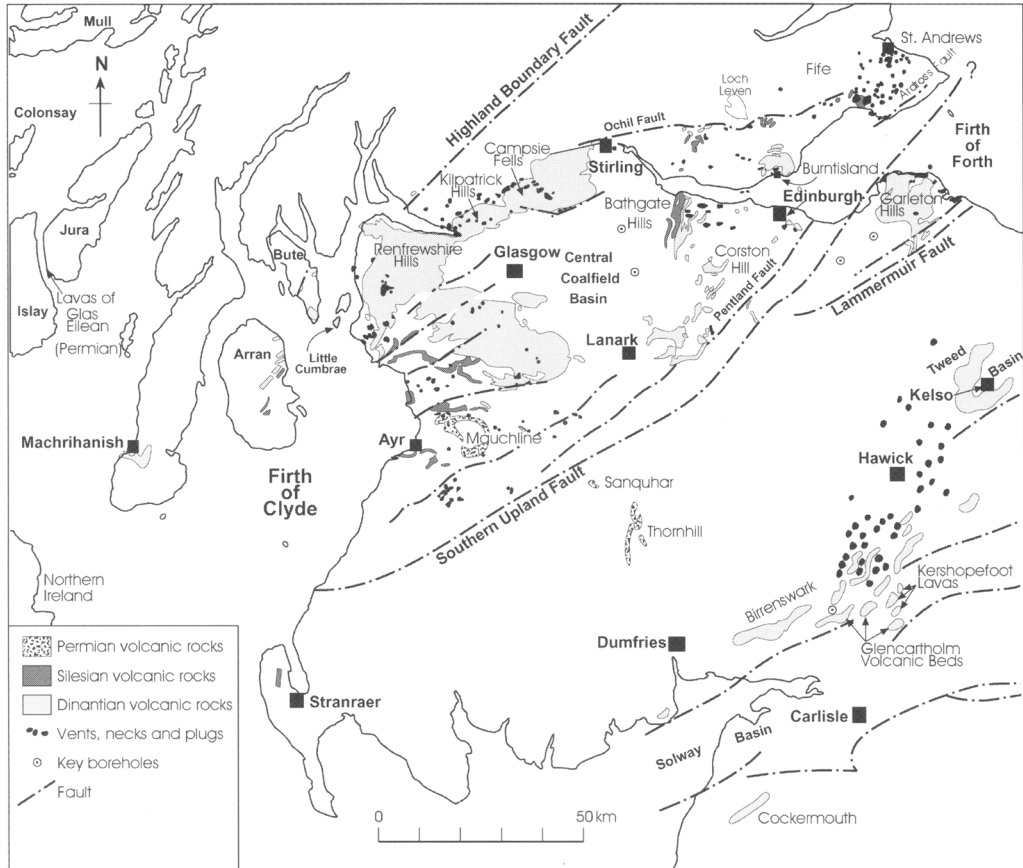 Mull
N
Colonsay
Jura
Islay
Lavas of
Glas
Eilean
(Permian)
Machrihanish
Arran
Bute
Little
Cumbrae
Firth
of
Clyde
Northern
Ireland
Highland Boundary Fault
Campsie
Fells
Kilpatrick
Hills
Renfrewshire
Hills
Glasgow
Central
Coalfield
Basin
Stirling
Ochil Fault
Loch
Leven
Fife
St. Andrews
Ardross Fault
?
Firth
of
Forth
Burntisland
Edinburgh
Bathgate
Hills
Garleton
Hills
Corston
Hill
Pentland Fault
Lammermuir Fault
Lanark
Ayr
Mauchline
Southern Upland Fault
Sanquhar
Thornhill
Tweed
Basin
Kelso
Hawick
Kershopefoot
Lavas
Birrenswark
Glencartholm
Volcanic Beds
Dumfries
Stranraer
Carlisle
Solway
Basin
Cockermouth
Permian volcanic rocks
Silesian volcanic rocks
Dinantian volcanic rocks
Vents, necks and plugs
Key boreholes
Fault
0
50 km